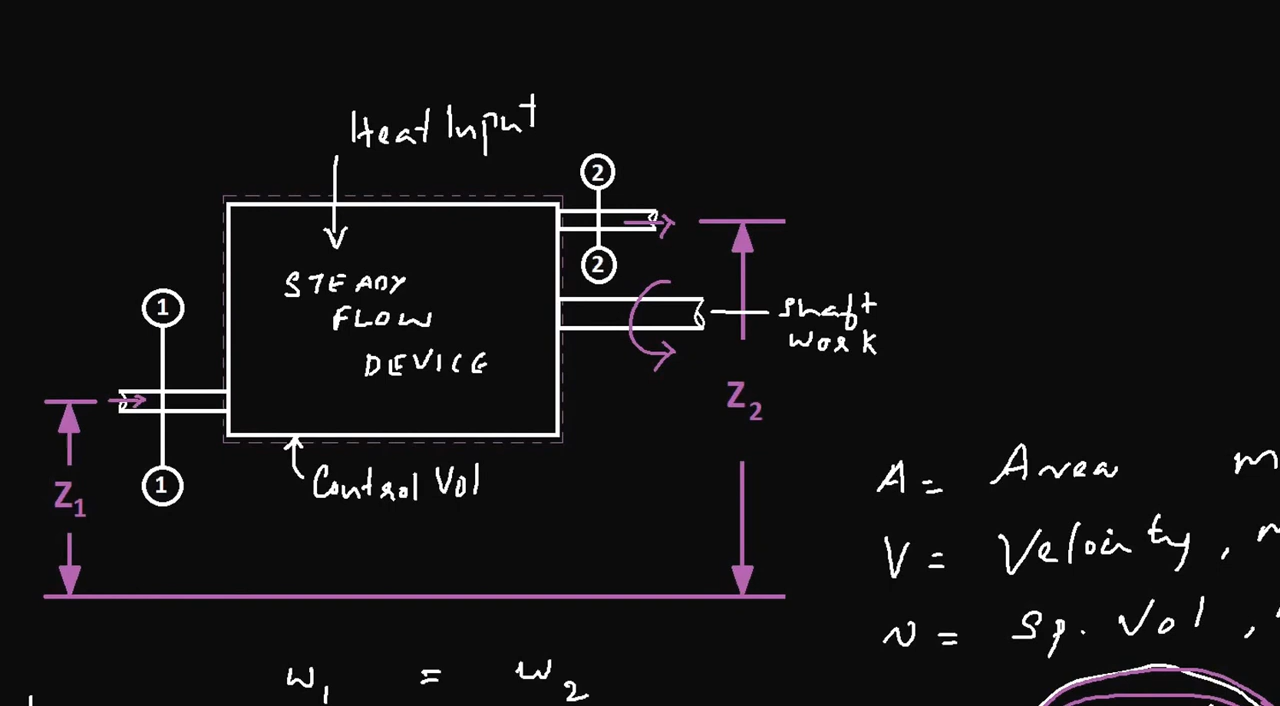 Heat Input
2
2
STEADY
FLOW
DEVICE
1
shaft
work
Z2
1
Control Vol
Z1
A = Area m
V = Velocity,
v = Sp. Vol,
w1 = w2